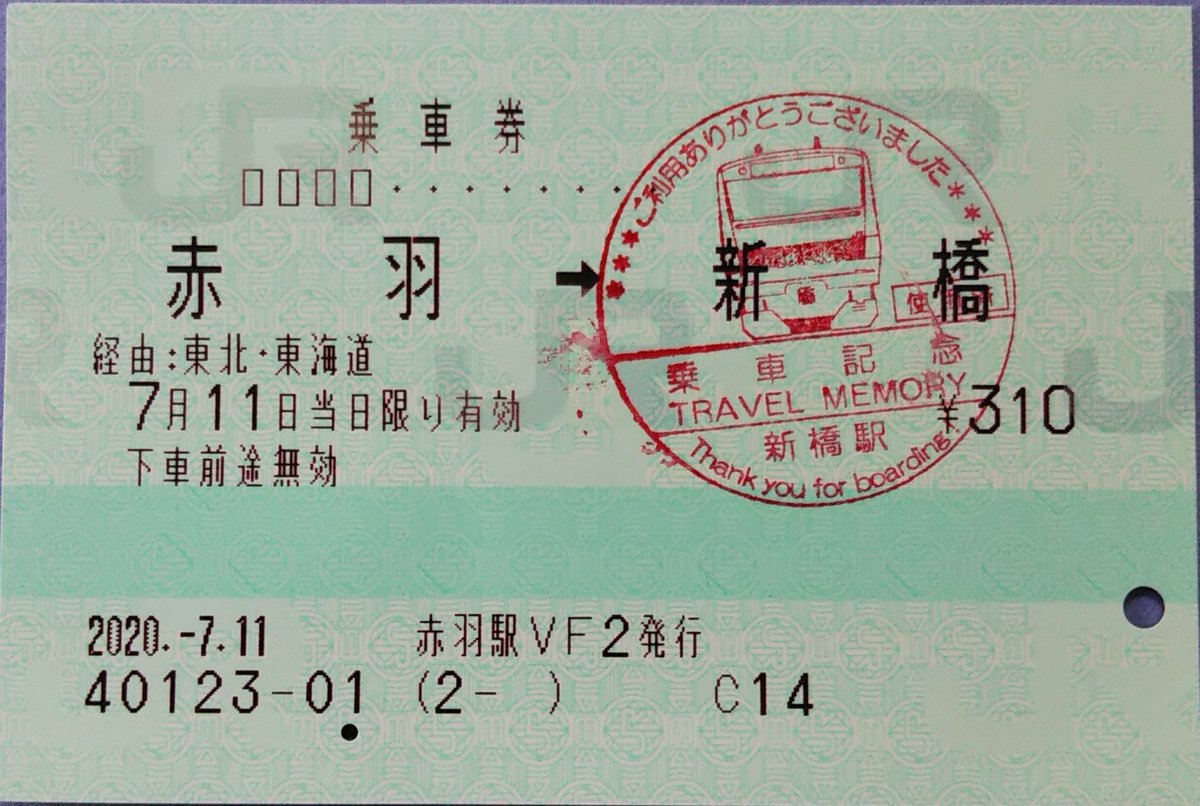 乗車券
□□□□・・・・・・・・
赤羽➡新橋
経由:東北・東海道
7月11日当日限り有効
¥310
下車前途無効
***ご利用ありがとうございました***
乗車記念
TRAVEL MEMORY
新橋駅
Thank you for boarding.
2020.-7.11 赤羽駅VF2発行
40123-01 (2- ) C14